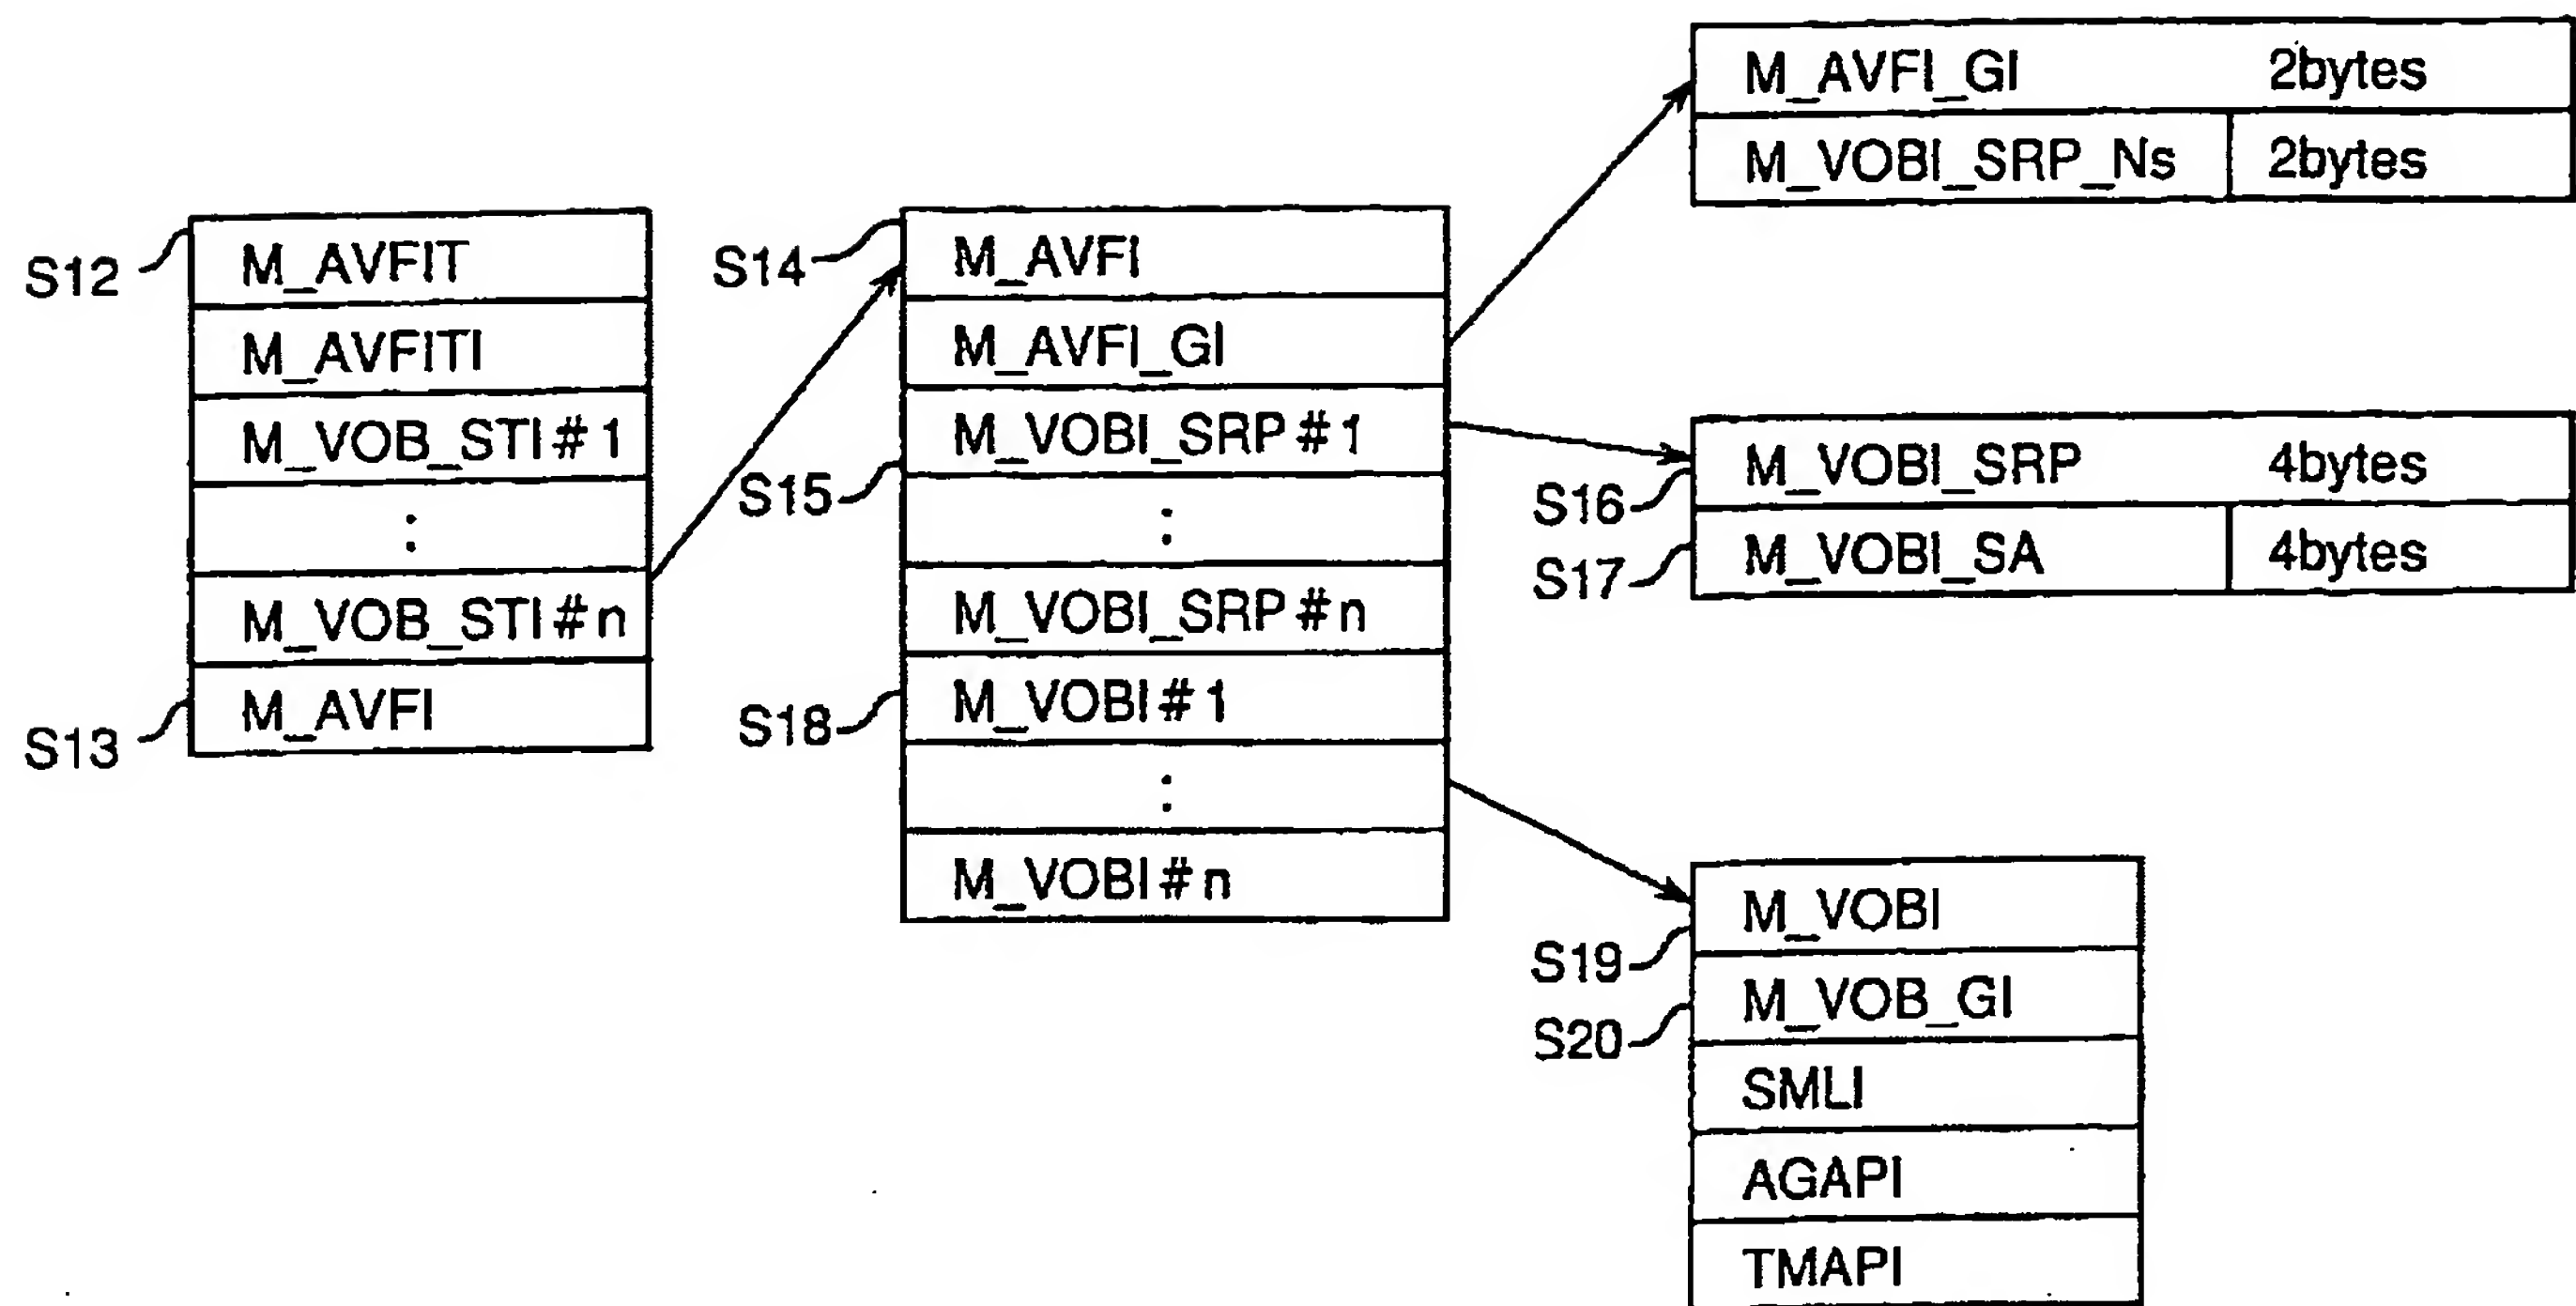 S12
M_AVFIT
M_AVFITI
M_VOB_STI#1
:
M_VOB_STI#n
S13
M_AVFI
S14
M_AVFI
M_AVFI_GI
S15
M_VOBI_SRP#1
:
M_VOBI_SRP#n
S18
M_VOBI#1
:
M_VOBI#n
M_AVFI_GI 2bytes
M_VOBI_SRP_Ns 2bytes
S16
M_VOBI_SRP 4bytes
S17
M_VOBI_SA 4bytes
S19
M_VOBI
S20
M_VOB_GI
SMLI
AGAPI
TMAPI